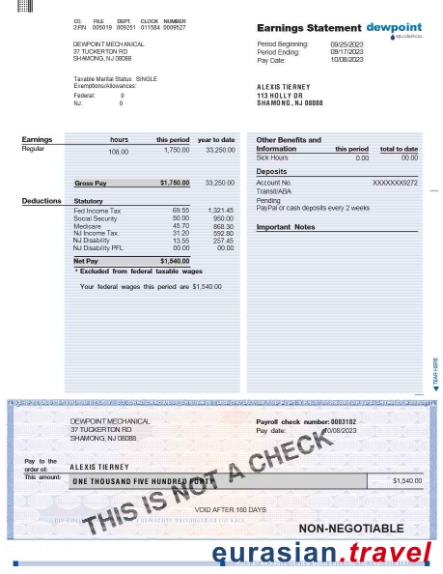 CO. FILE DEPT. CLOCK NUMBER
2RN 005019 009251 011584 0009527
DEWPOINT MECHANICAL
37 TUCKERTON RD
SHAMONG, NJ 08088
Taxable Marital Status: SINGLE
Exemptions/Allowances:
Federal: 0
NJ: 0
Earnings Statement dewpoint
Period Beginning: 09/25/2023
Period Ending: 09/17/2023
Pay Date: 10/08/2023
ALEXIS TIERNEY
113 HOLLY DR
SHAMONG, NJ 08088
Earnings hours this period year to date
Regular 106.00 1,750.00 33,250.00
Gross Pay $1,750.00 33,250.00
Deductions Statutory
Fed Income Tax 69.55 1,321.45
Social Security 50.00 950.00
Medicare 45.70 868.30
NJ Income Tax 31.20 592.80
NJ Disability 13.55 257.45
NJ Disability PFL 00.00 00.00
Net Pay $1,540.00
* Excluded from federal taxable wages
Your federal wages this period are $1,540.00
Other Benefits and
Information this period total to date
Sick Hours 0.00 00.00
Deposits
Account No. XXXXXXX9272
Transit/ABA
Pending
PayPal or cash deposits every 2 weeks
Important Notes
TEAR HERE
DEWPOINT MECHANICAL
37 TUCKERTON RD
SHAMONG, NJ 08088
Payroll check number: 0003182
Pay date: 10/08/2023
Pay to the
order of: ALEXIS TIERNEY
This amount: ONE THOUSAND FIVE HUNDRED FORTY $1,540.00
THIS IS NOT A CHECK
VOID AFTER 180 DAYS
NON-NEGOTIABLE
eurasian.travel